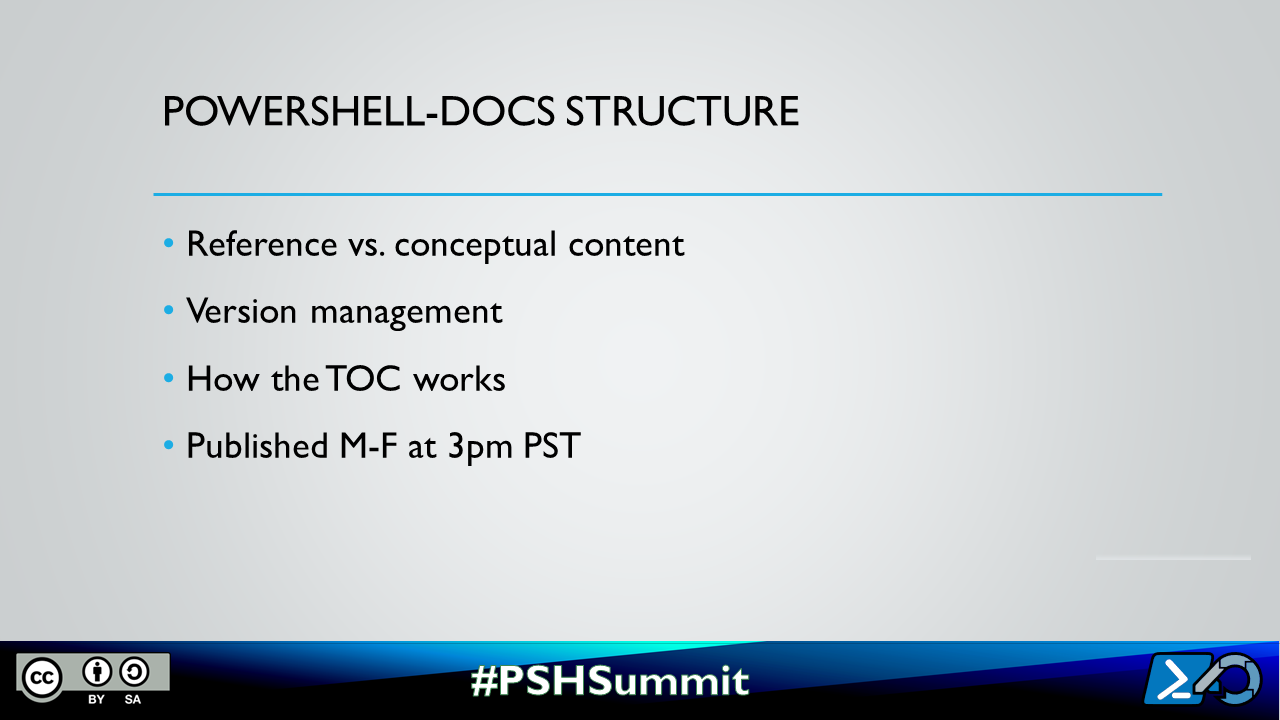 POWERSHELL-DOCS STRUCTURE
• Reference vs. conceptual content
• Version management
• How the TOC works
• Published M-F at 3pm PST
cc BY SA
#PSHSummit